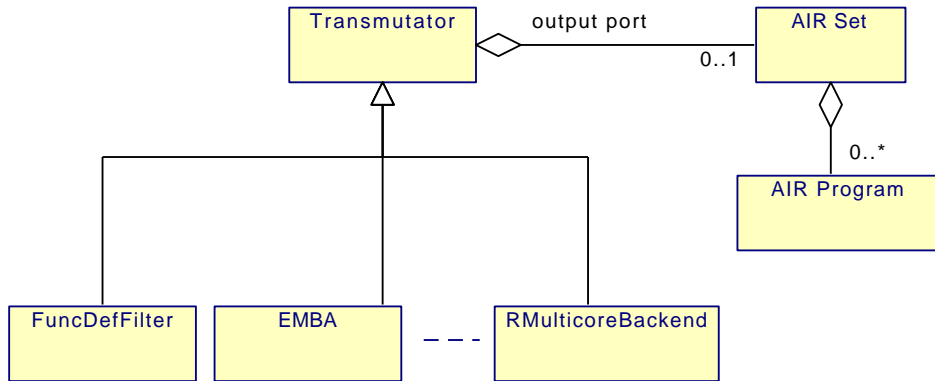 Transmutator
output port
AIR Set
0..1
0..*
AIR Program
FuncDefFilter
EMBA
RMulticoreBackend